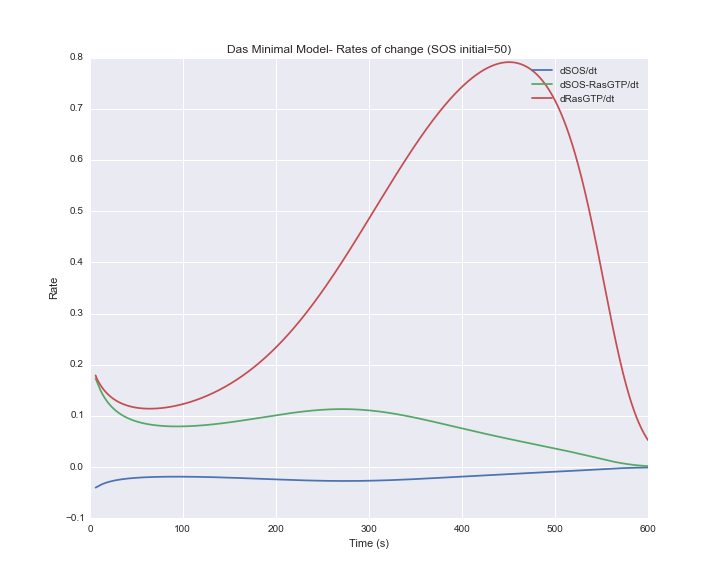 Das Minimal Model- Rates of change (SOS initial=50)
dSOS/dt
dSOS-RasGTP/dt
dRasGTP/dt
0.8
0.7
0.6
0.5
0.4
0.3
0.2
0.1
0.0
−0.1
Rate
0 100 200 300 400 500 600
Time (s)